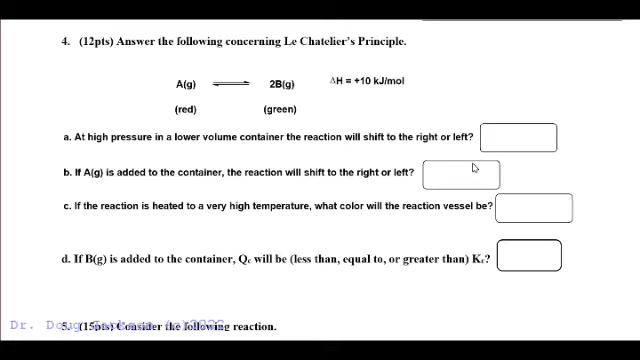 4. (12pts) Answer the following concerning Le Chatelier's Principle.
A(g) ⇌ 2B(g) ΔH = +10 kJ/mol
(red) (green)
a. At high pressure in a lower volume container the reaction will shift to the right or left?
b. If A(g) is added to the container, the reaction will shift to the right or left?
c. If the reaction is heated to a very high temperature, what color will the reaction vessel be?
d. If B(g) is added to the container, Qc will be (less than, equal to, or greater than) Kc?
5. (15pts) Consider the following reaction.
Dr. Doug